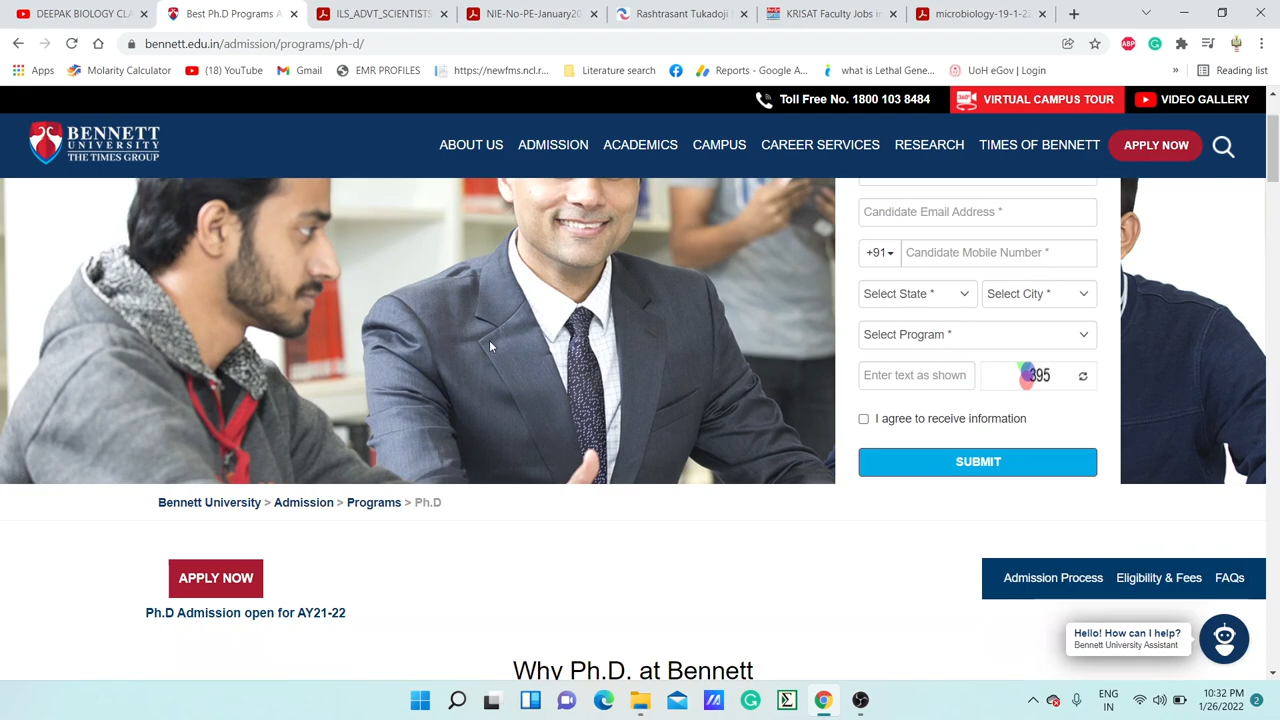 DEEPAK BIOLOGY CLA
Best Ph.D Programs A
ILS_ADVT_SCIENTISTS
NIE-No-PE-January20
Rashtrasant Tukadoji
KRISAT Faculty Jobs i
microbiology-19-1-22
bennett.edu.in/admission/programs/ph-d/
ABP
Apps
Molarity Calculator
(18) YouTube
Gmail
EMR PROFILES
https://newfms.ncl.r...
Literature search
Reports - Google A...
what is Lethal Gene...
UoH eGov | Login
»
Reading list
Toll Free No. 1800 103 8484
360°
VIRTUAL CAMPUS TOUR
VIDEO GALLERY
BENNETT
UNIVERSITY
THE TIMES GROUP
ABOUT US
ADMISSION
ACADEMICS
CAMPUS
CAREER SERVICES
RESEARCH
TIMES OF BENNETT
APPLY NOW
Candidate Email Address *
+91
Candidate Mobile Number *
Select State *
Select City *
Select Program *
Enter text as shown
395
I agree to receive information
SUBMIT
Bennett University > Admission > Programs > Ph.D
APPLY NOW
Ph.D Admission open for AY21-22
Admission Process
Eligibility & Fees
FAQs
Hello! How can I help?
Bennett University Assistant
Why Ph.D. at Bennett
ENG
IN
10:32 PM
1/26/2022
2